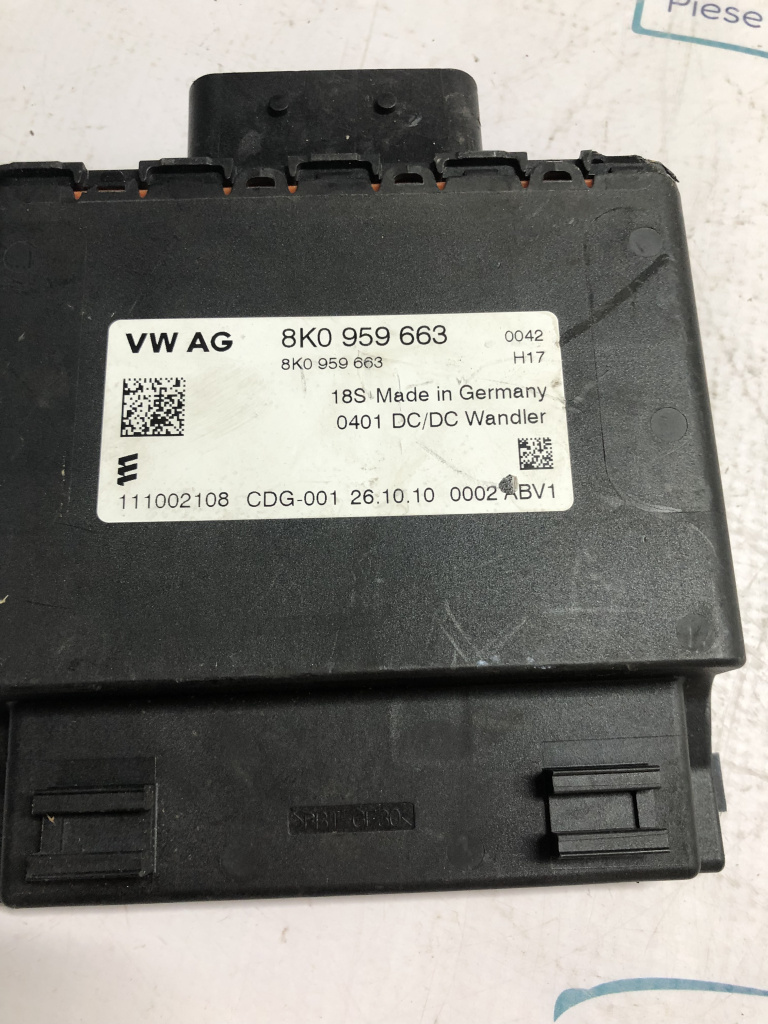 Piese
VW AG 8K0 959 663 0042
8K0 959 663 H17
18S Made in Germany
0401 DC/DC Wandler
111002108 CDG-001 26.10.10 0002 ABV1